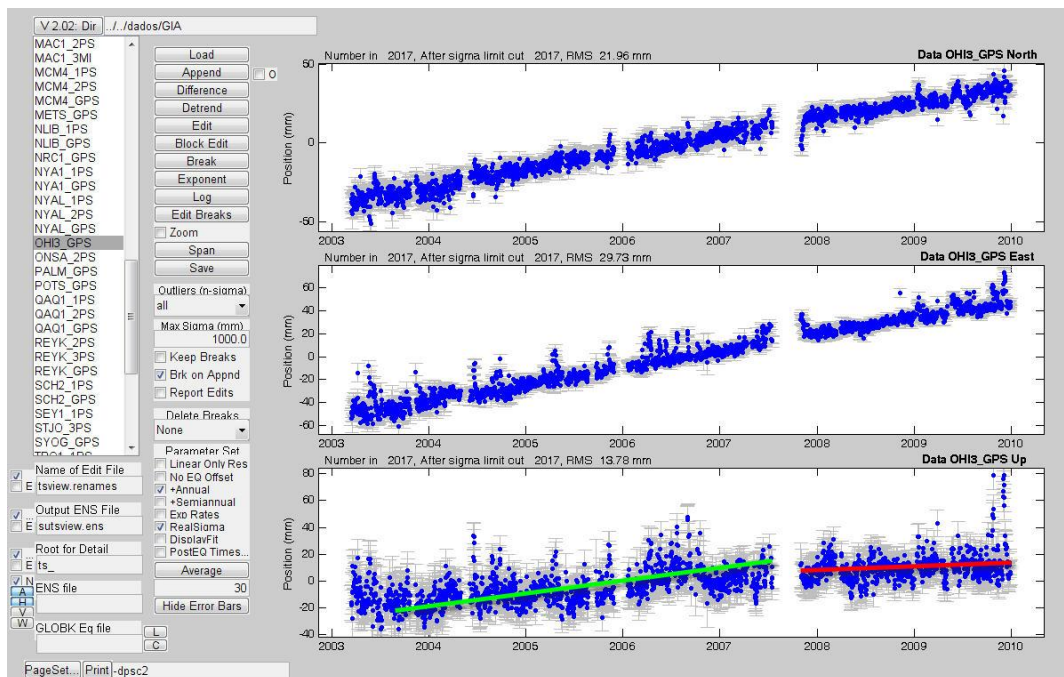 V 2.02: Dir ../../dados/GIA
MAC1_2PS
MAC1_3MI
MCM4_1PS
MCM4_2PS
MCM4_GPS
METS_GPS
NLIB_1PS
NLIB_GPS
NRC1_GPS
NYA1_1PS
NYA1_GPS
NYAL_1PS
NYAL_2PS
NYAL_GPS
OHI3_GPS
ONSA_2PS
PALM_GPS
POTS_GPS
QAQ1_1PS
QAQ1_2PS
QAQ1_GPS
REYK_2PS
REYK_3PS
REYK_GPS
SCH2_1PS
SCH2_GPS
SEY1_1PS
STJO_3PS
SYOG_GPS
Name of Edit File
E tsview.renames
Output ENS File
E sutsview.ens
Root for Detail
E ts_
N ENS file
A
H
V
W
GLOBK Eq file
L
C
PageSet... Print -dpsc2
Load
Append O
Difference
Detrend
Edit
Block Edit
Break
Exponent
Log
Edit Breaks
Zoom
Span
Save
Outliers (n-sigma)
all
Max Sigma (mm)
1000.0
Keep Breaks
Brk on Appnd
Report Edits
Delete Breaks
None
Parameter Set
Linear Only Res
No EQ Offset
+Annual
+Semiannual
Exp Rates
RealSigma
DisplayFit
PostEQ Times...
Average
30
Hide Error Bars
Number in 2017, After sigma limit cut 2017, RMS 21.96 mm Data OHI3_GPS North
Position (mm)
50
0
-50
2003 2004 2005 2006 2007 2008 2009 2010
Number in 2017, After sigma limit cut 2017, RMS 29.73 mm Data OHI3_GPS East
Position (mm)
60
40
20
0
-20
-40
-60
2003 2004 2005 2006 2007 2008 2009 2010
Number in 2017, After sigma limit cut 2017, RMS 13.78 mm Data OHI3_GPS Up
Position (mm)
80
60
40
20
0
-20
-40
2003 2004 2005 2006 2007 2008 2009 2010